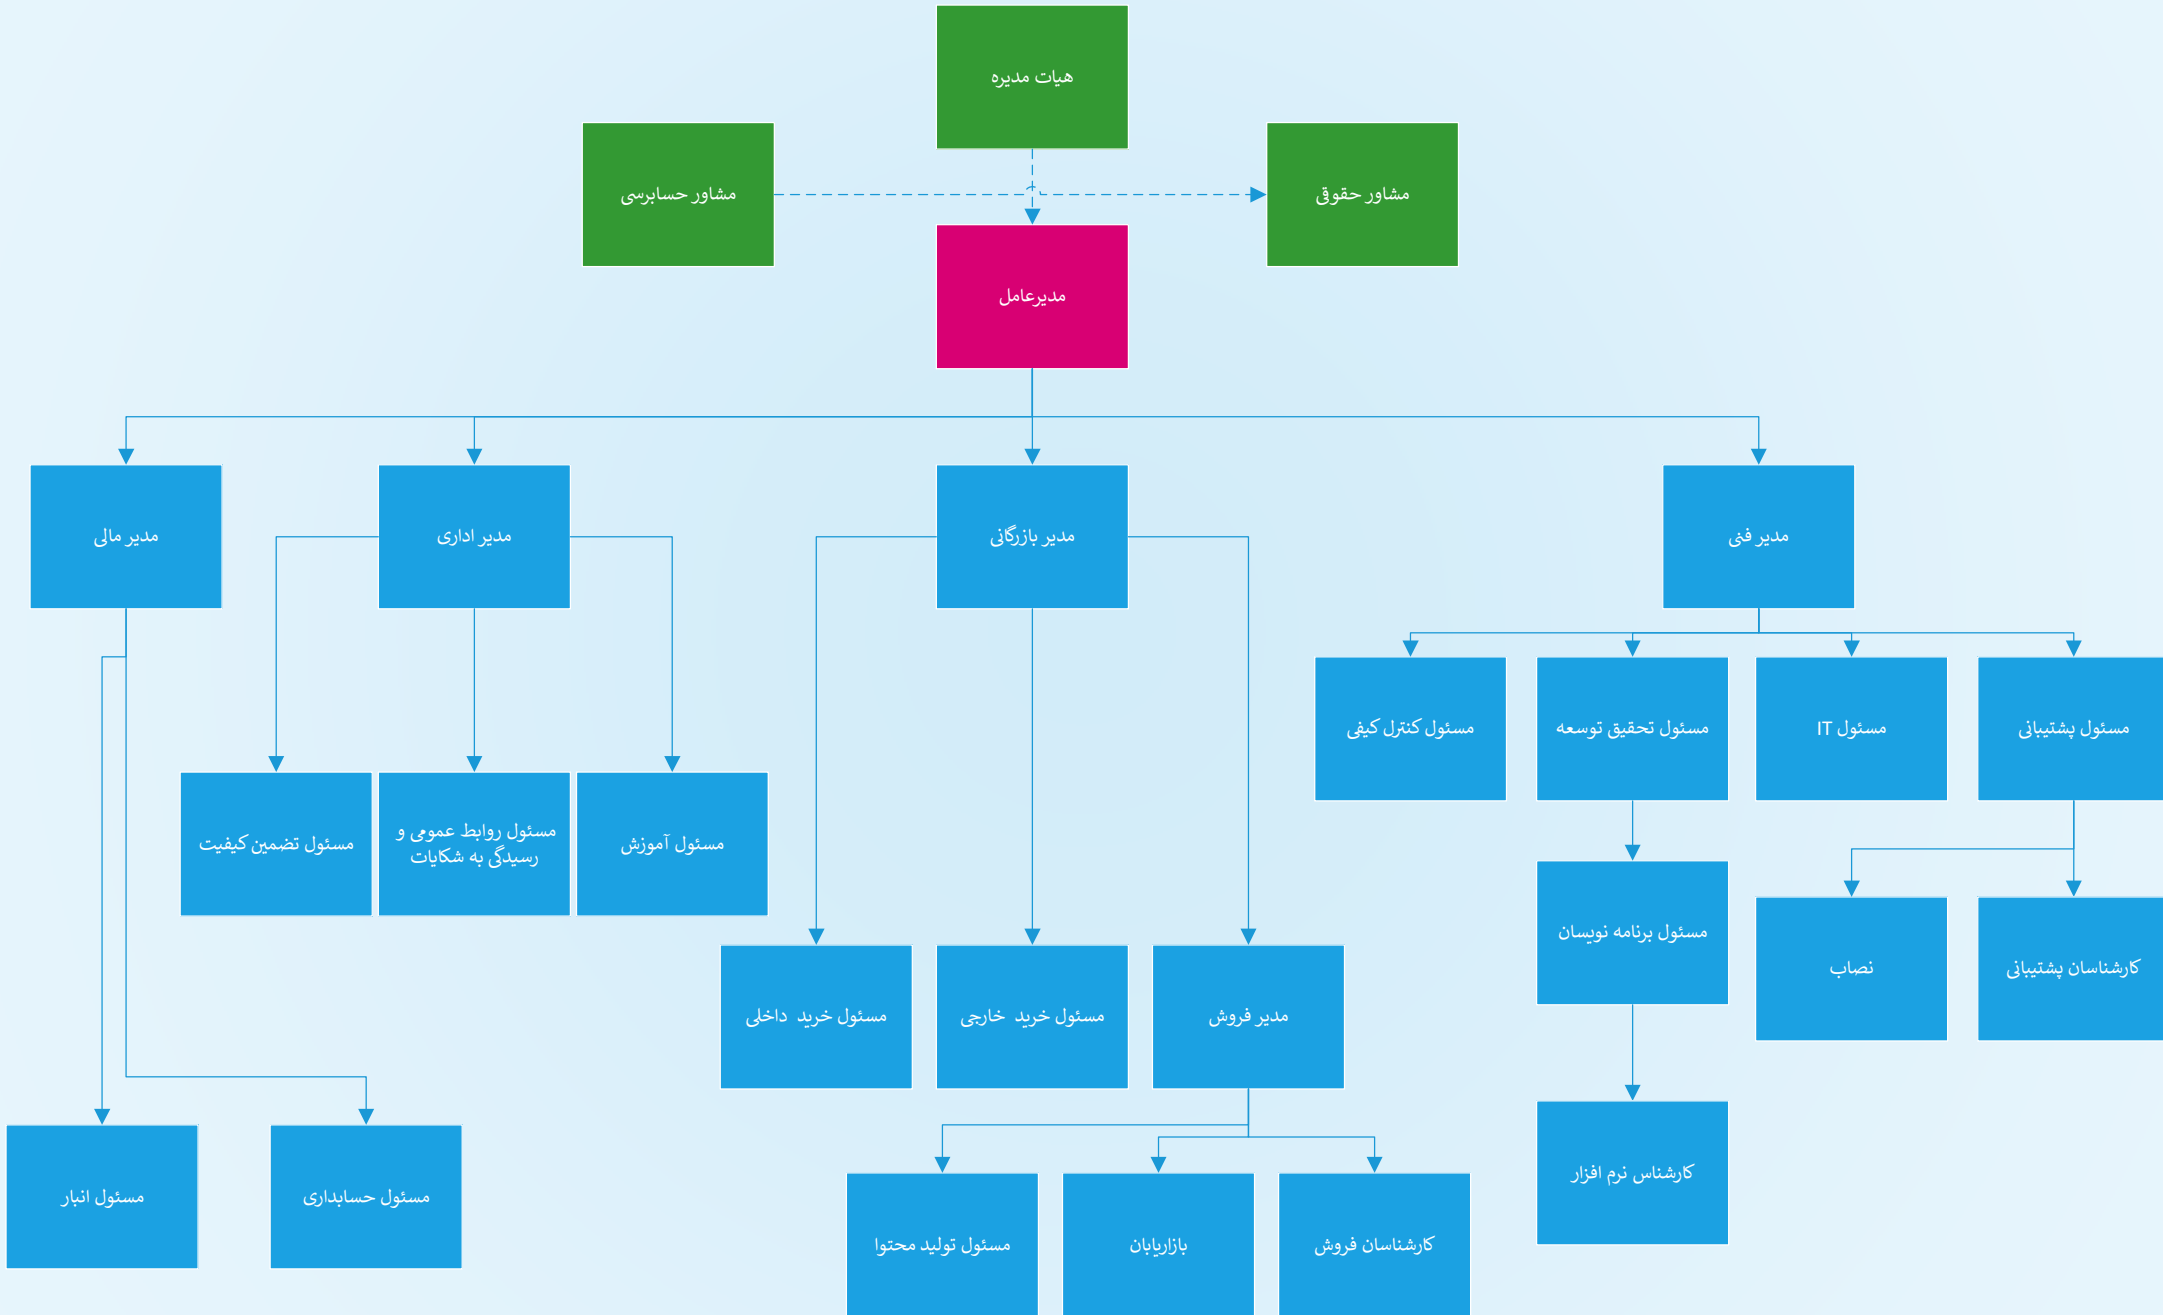 هیات مدیره
مشاور حقوقی
مشاور حسابرسی
مدیرعامل
مدیر فنی
مدیر بازرگانی
مدیر اداری
مدیر مالی
مسئول پشتیبانی
مسئول IT
مسئول تحقیق توسعه
مسئول کنترل کیفی
مسئول آموزش
مسئول روابط عمومی و
رسیدگی به شکایات
مسئول تضمین کیفیت
کارشناسان پشتیبانی
نصاب
مسئول برنامه نویسان
مدیر فروش
مسئول خرید  خارجی
مسئول خرید  داخلی
کارشناس نرم افزار
مسئول حسابداری
مسئول انبار
کارشناسان فروش
بازاریابان
مسئول تولید محتوا